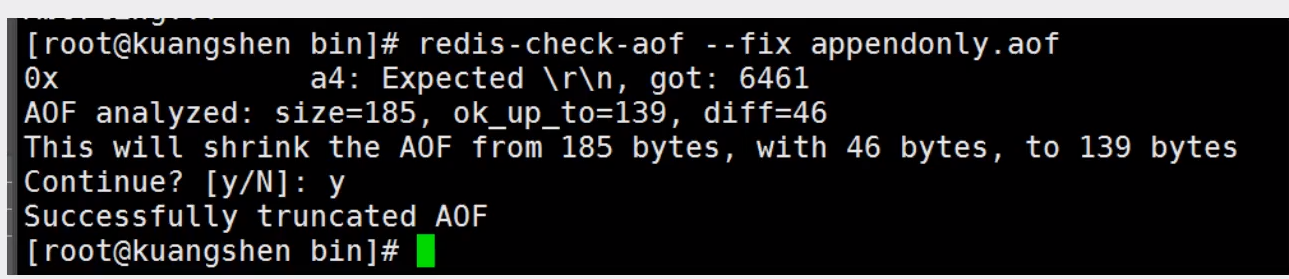 [root@kuangshen bin]# redis-check-aof --fix appendonly.aof
0x              a4: Expected \r\n, got: 6461
AOF analyzed: size=185, ok_up_to=139, diff=46
This will shrink the AOF from 185 bytes, with 46 bytes, to 139 bytes
Continue? [y/N]: y
Successfully truncated AOF
[root@kuangshen bin]#